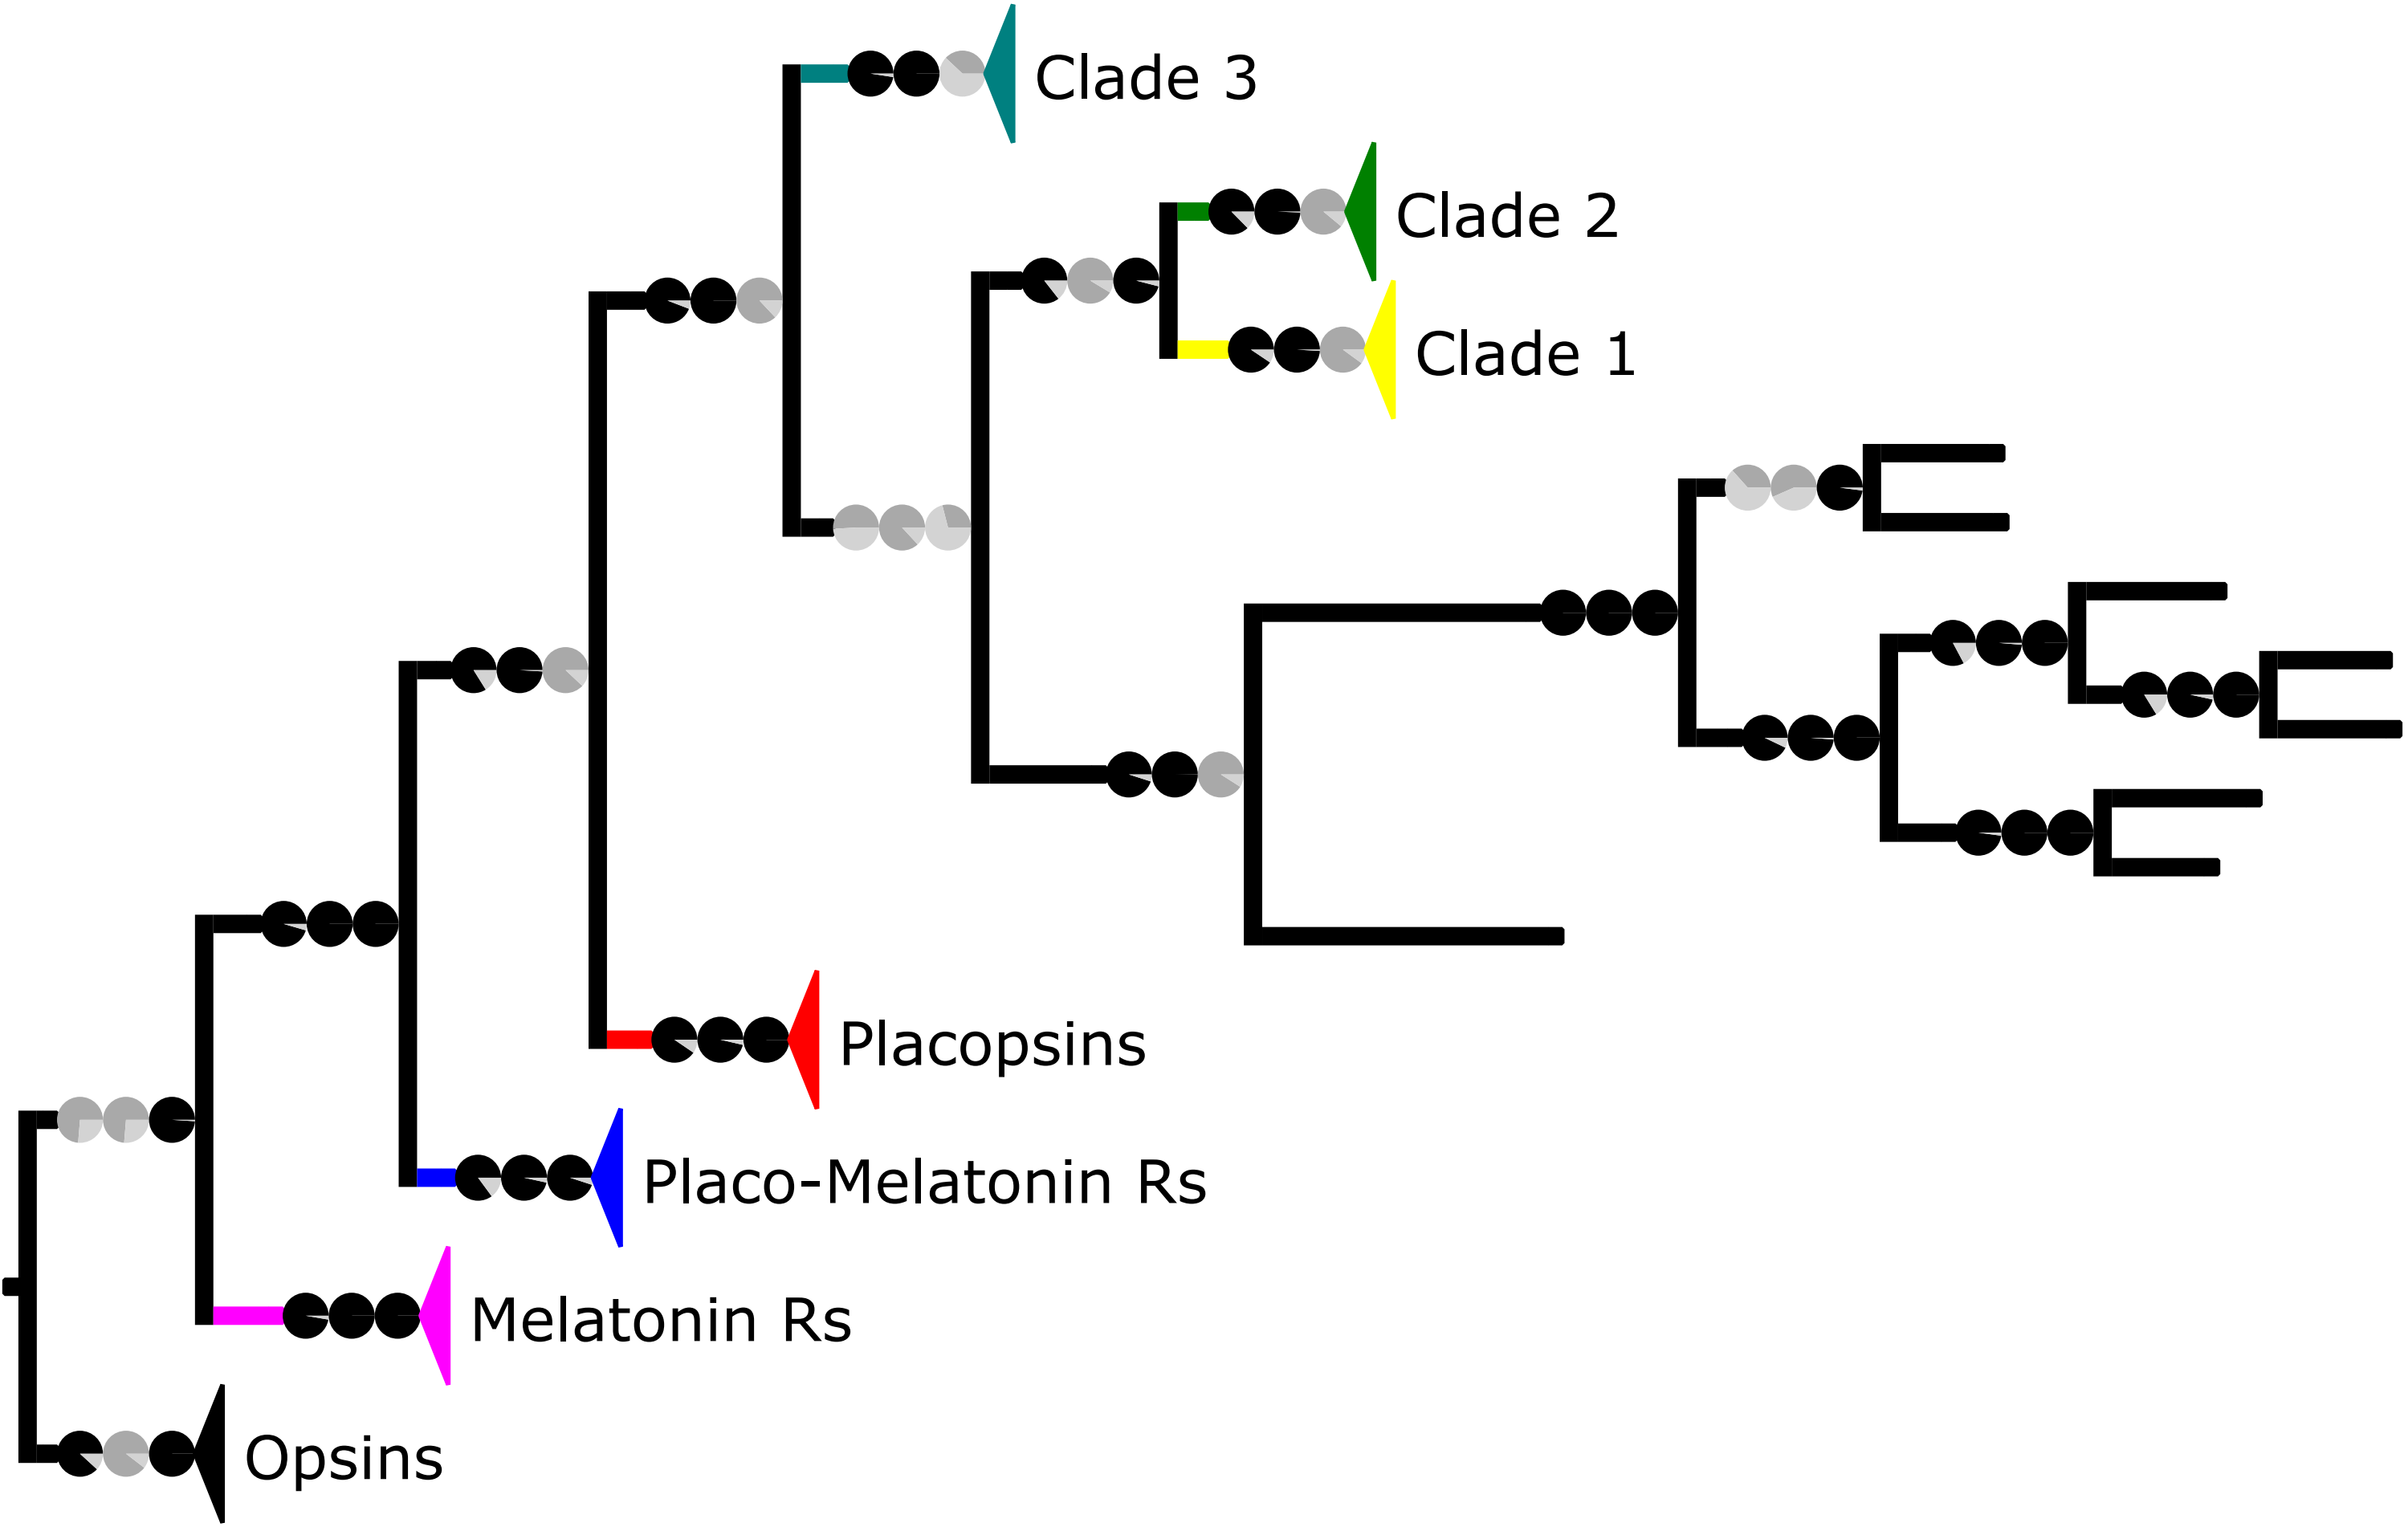 Clade 3
Clade 2
Clade 1
Placopsins
Placo-Melatonin Rs
Melatonin Rs
Opsins